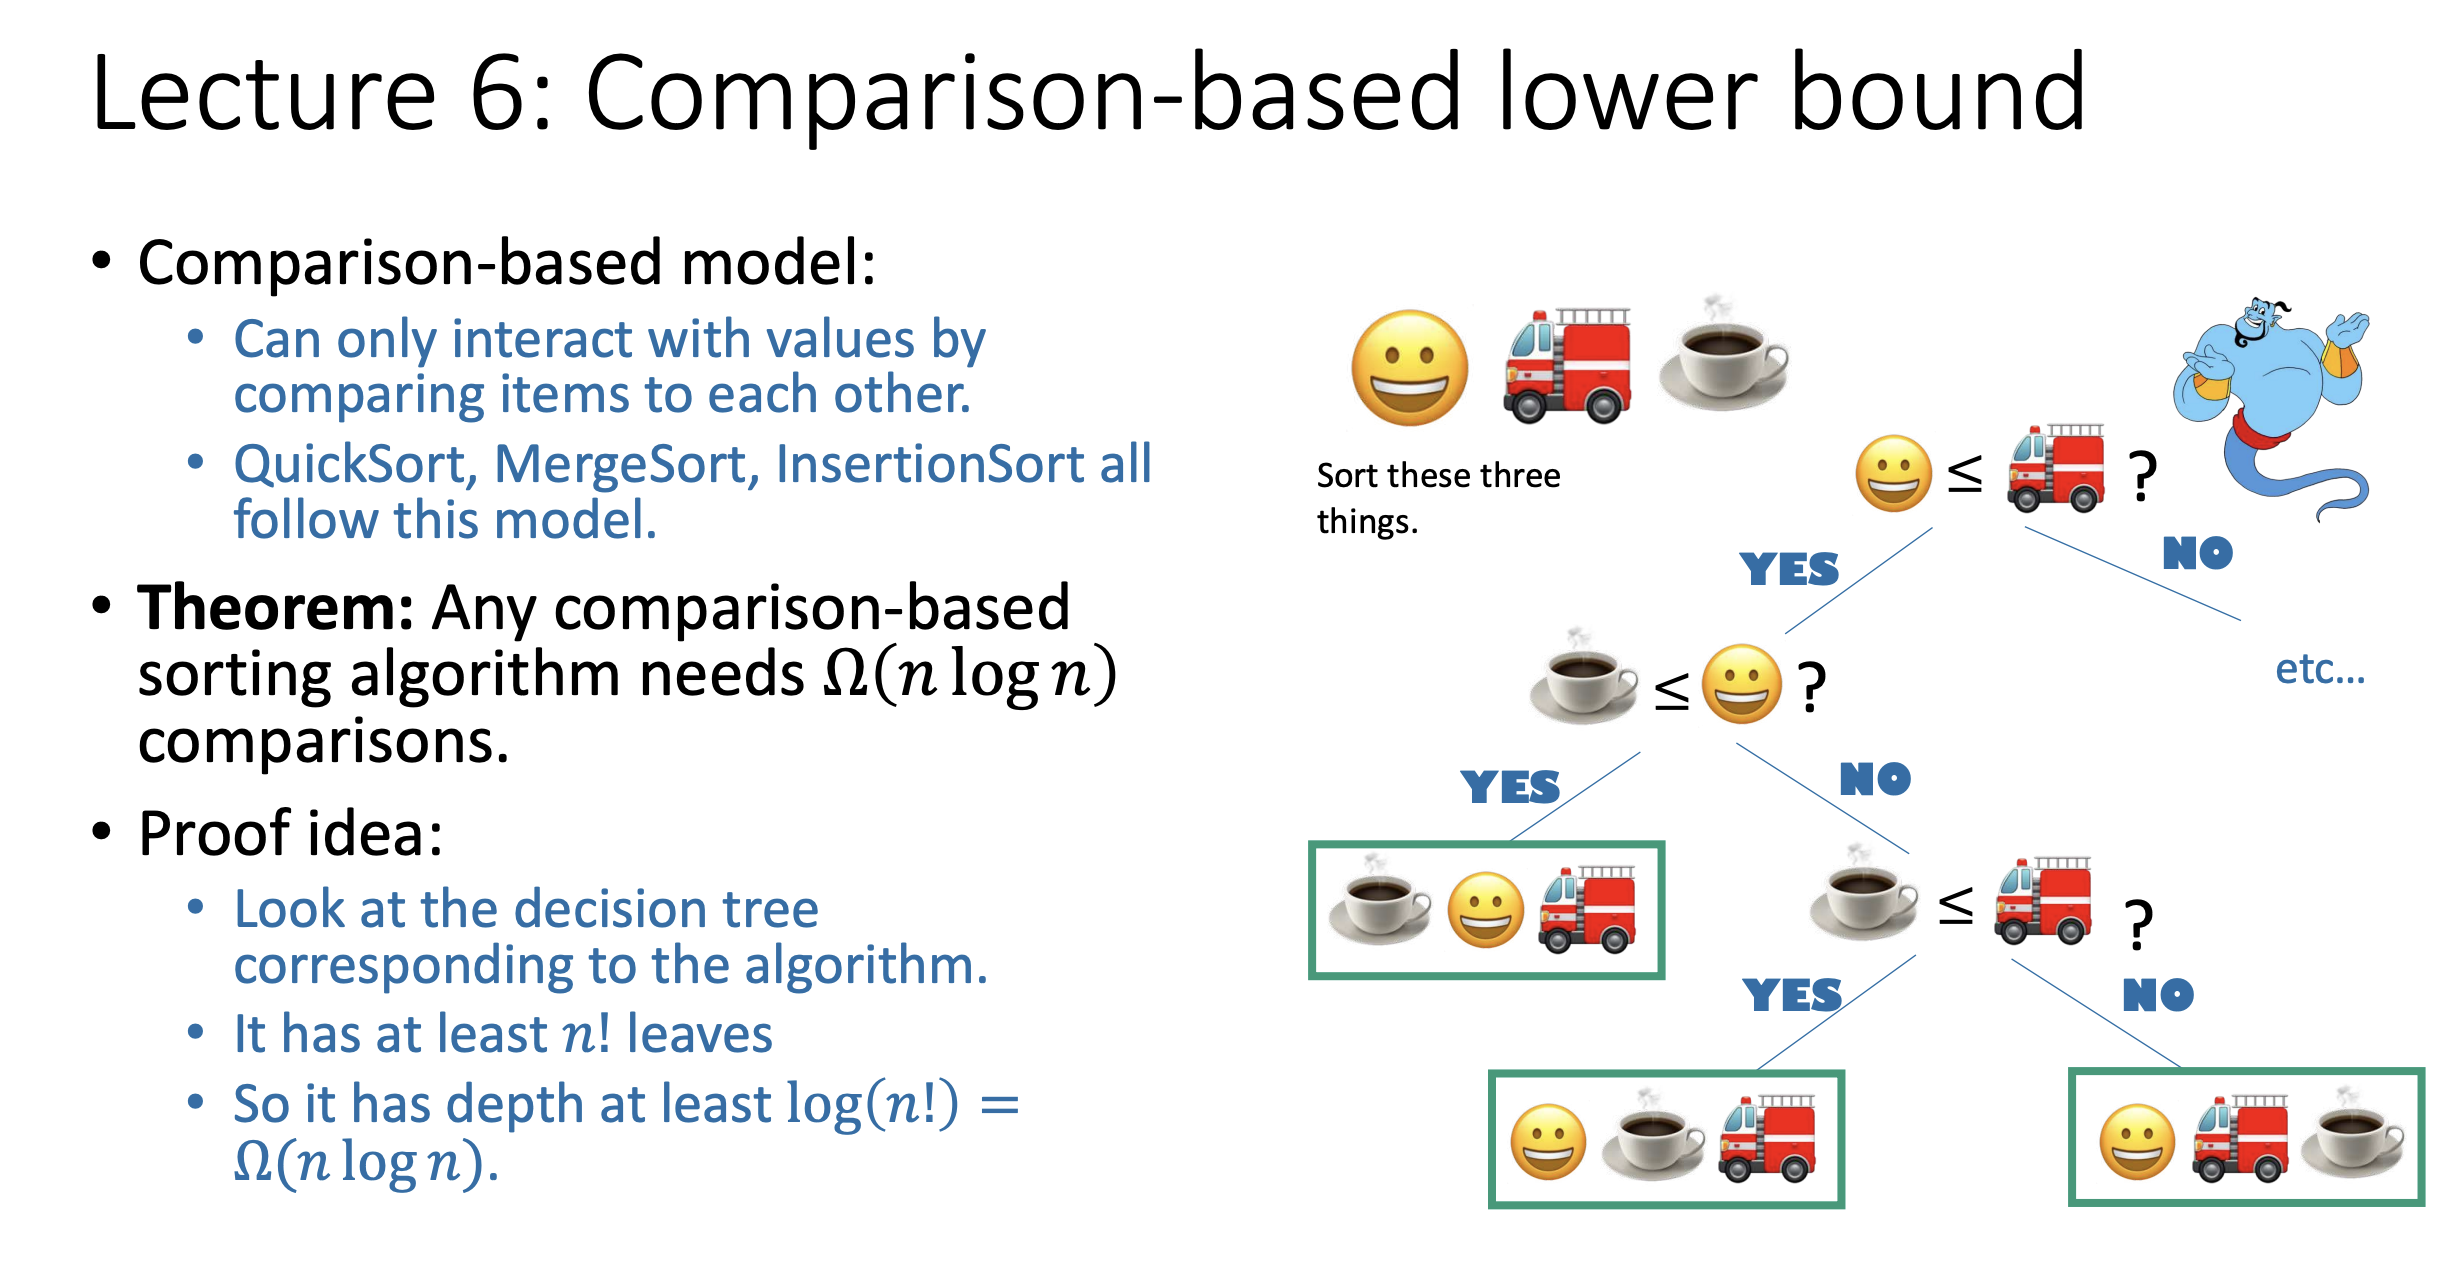 Lecture 6: Comparison-based lower bound
• Comparison-based model:
• Can only interact with values by
comparing items to each other.
• QuickSort, MergeSort, InsertionSort all
follow this model.
• Theorem: Any comparison-based
sorting algorithm needs Ω(n log n)
comparisons.
• Proof idea:
• Look at the decision tree
corresponding to the algorithm.
• It has at least n! leaves
• So it has depth at least log(n!) =
Ω(n log n).
Sort these three
things.
≤ ?
YES
NO
≤ ?
etc...
YES
NO
≤ ?
YES
NO